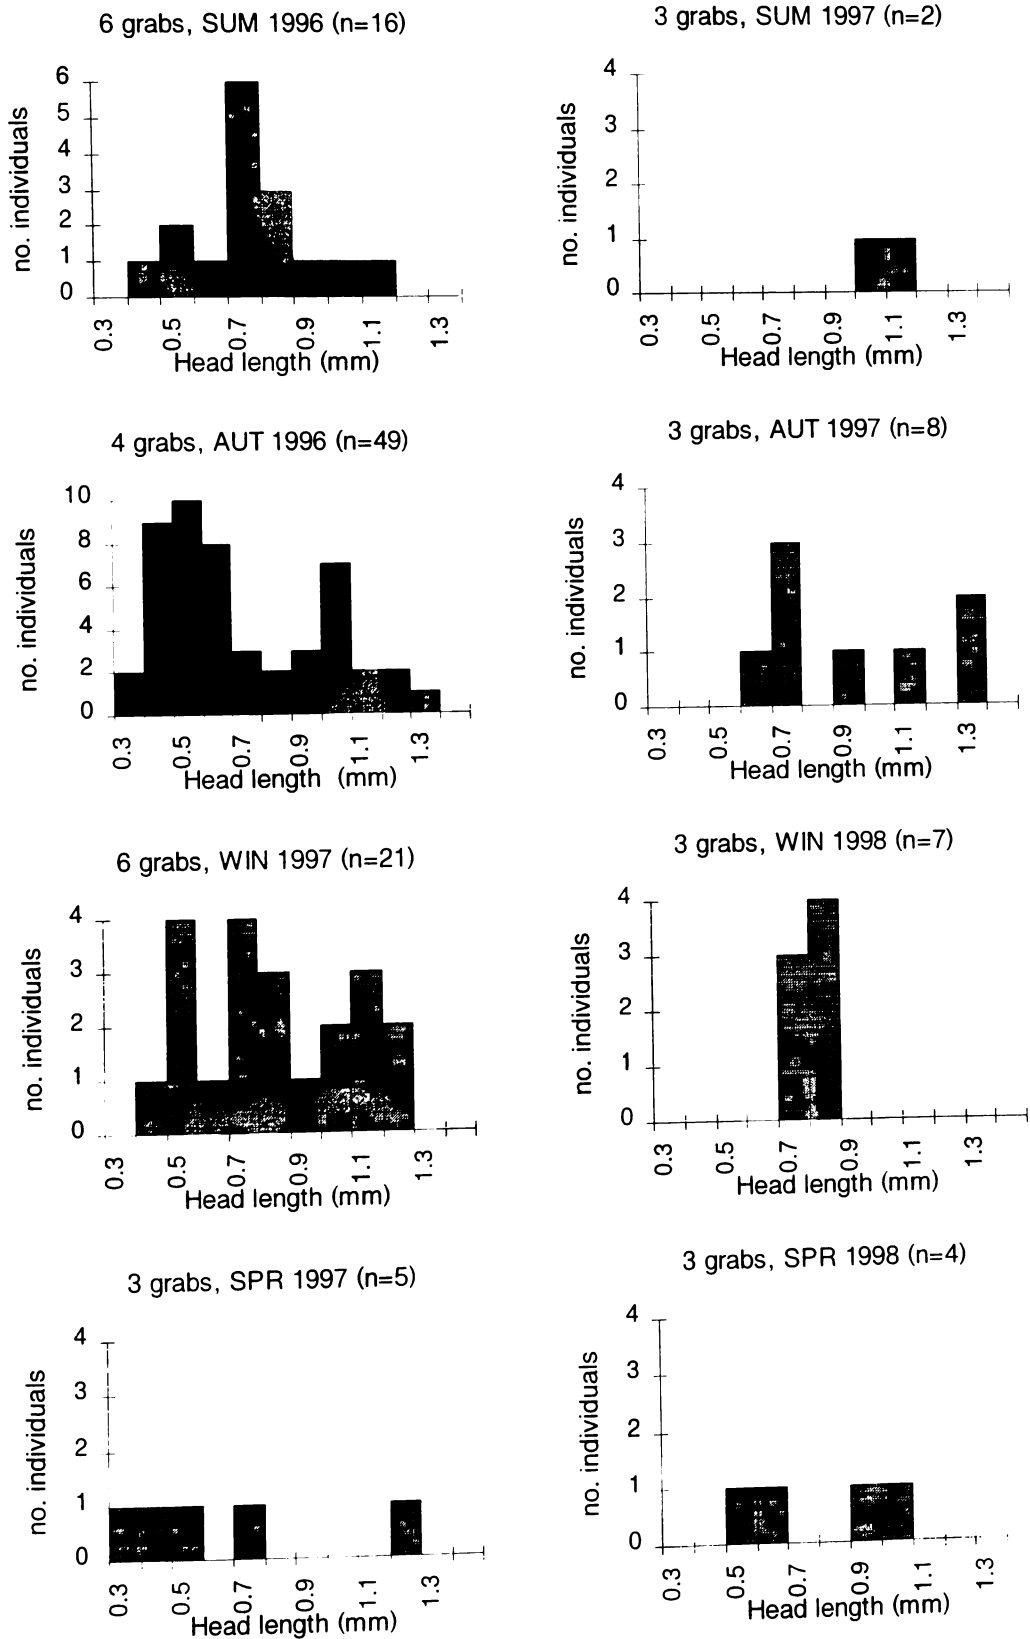 6 grabs, SUM 1996 (n=16)
no. individuals
6
5
4
3
2
1
0
0.3 0.5 0.7 0.9 1.1 1.3
Head length (mm)
3 grabs, SUM 1997 (n=2)
no. individuals
4
3
2
1
0
0.3 0.5 0.7 0.9 1.1 1.3
Head length (mm)
4 grabs, AUT 1996 (n=49)
no. individuals
10
8
6
4
2
0
0.3 0.5 0.7 0.9 1.1 1.3
Head length (mm)
3 grabs, AUT 1997 (n=8)
no. individuals
4
3
2
1
0
0.3 0.5 0.7 0.9 1.1 1.3
Head length (mm)
6 grabs, WIN 1997 (n=21)
no. individuals
4
3
2
1
0
0.3 0.5 0.7 0.9 1.1 1.3
Head length (mm)
3 grabs, WIN 1998 (n=7)
no. individuals
4
3
2
1
0
0.3 0.5 0.7 0.9 1.1 1.3
Head length (mm)
3 grabs, SPR 1997 (n=5)
no. individuals
4
3
2
1
0
0.3 0.5 0.7 0.9 1.1 1.3
Head length (mm)
3 grabs, SPR 1998 (n=4)
no. individuals
4
3
2
1
0
0.3 0.5 0.7 0.9 1.1 1.3
Head length (mm)